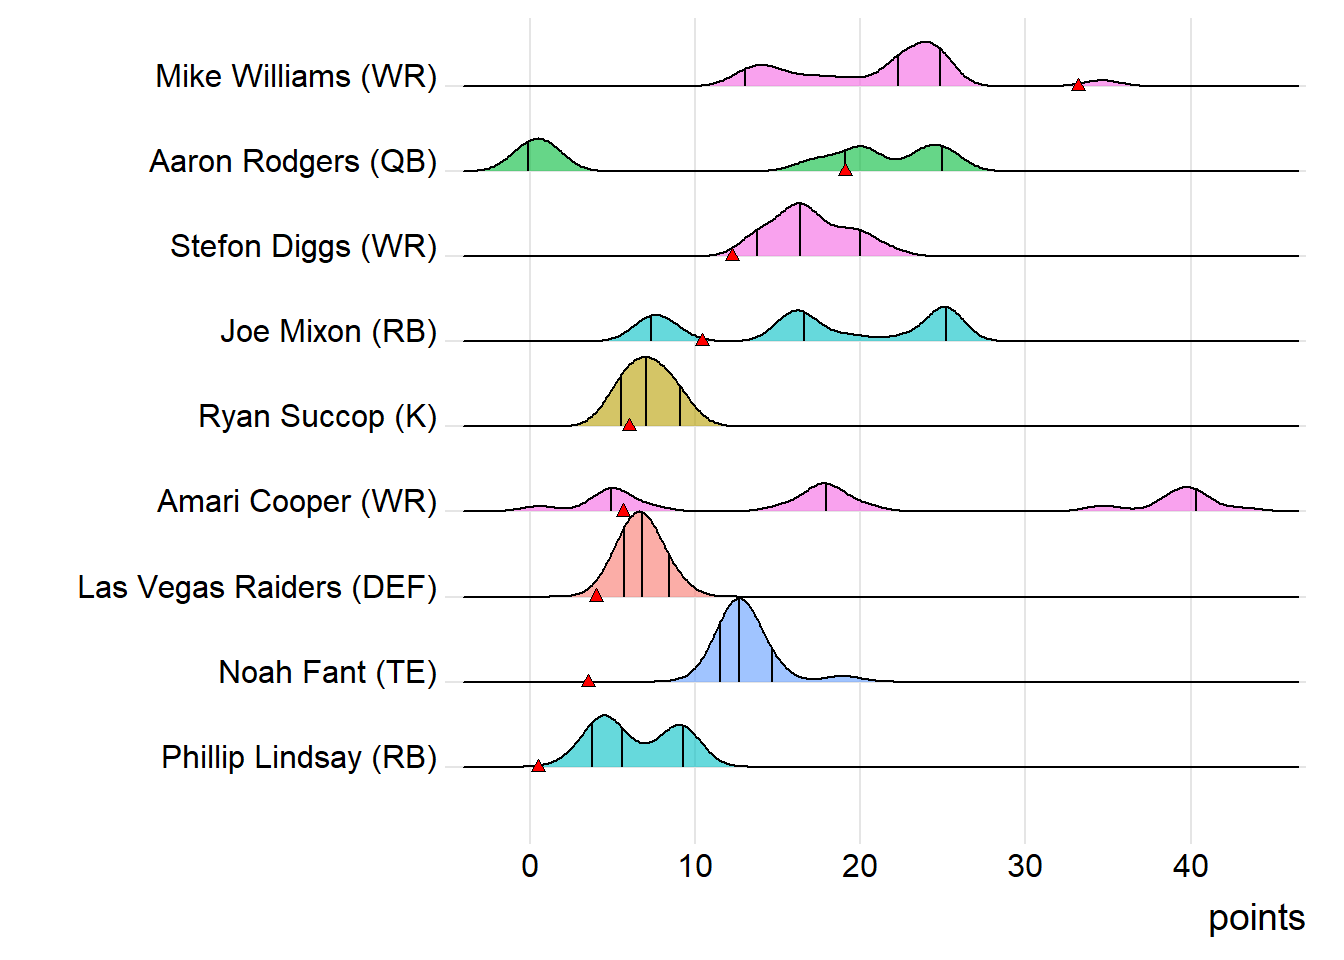 Mike Williams (WR)
Aaron Rodgers (QB)
Stefon Diggs (WR)
Joe Mixon (RB)
Ryan Succop (K)
Amari Cooper (WR)
Las Vegas Raiders (DEF)
Noah Fant (TE)
Phillip Lindsay (RB)
0 10 20 30 40
points